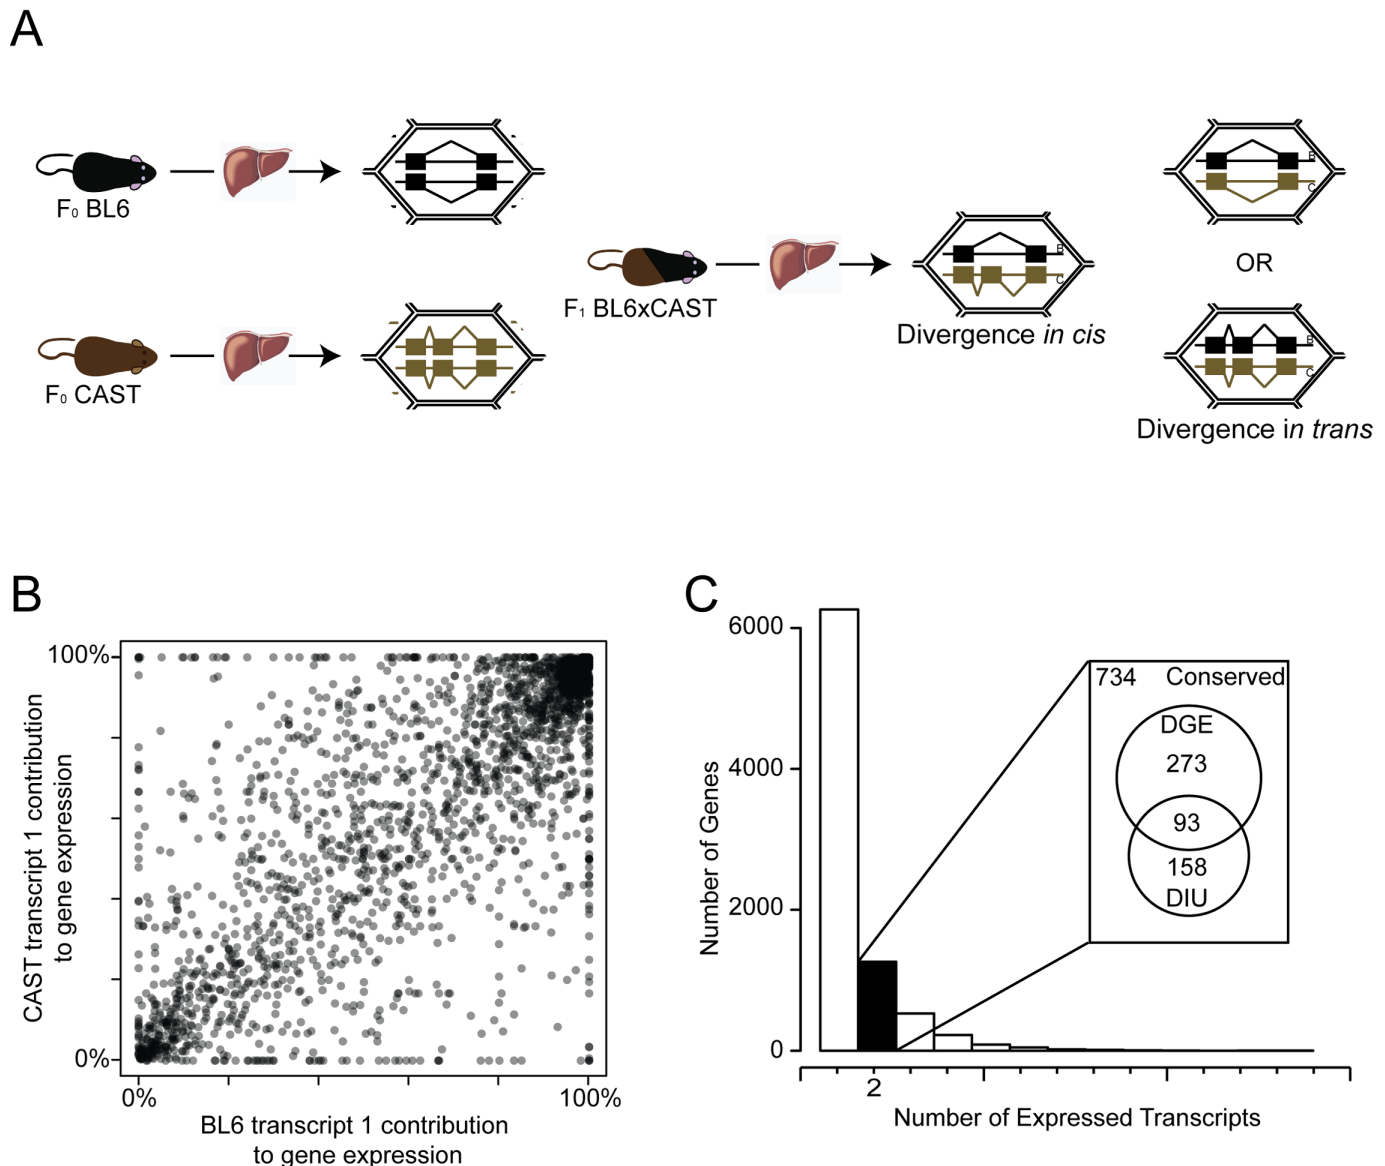 A
F0 BL6
F0 CAST
F1 BL6xCAST
B
C
Divergence in cis
B
C
OR
B
C
Divergence in trans
B
100%
0%
CAST transcript 1 contribution
to gene expression
0%
100%
BL6 transcript 1 contribution
to gene expression
C
6000
4000
2000
0
Number of Genes
734 Conserved
DGE
273
93
158
DIU
2
Number of Expressed Transcripts